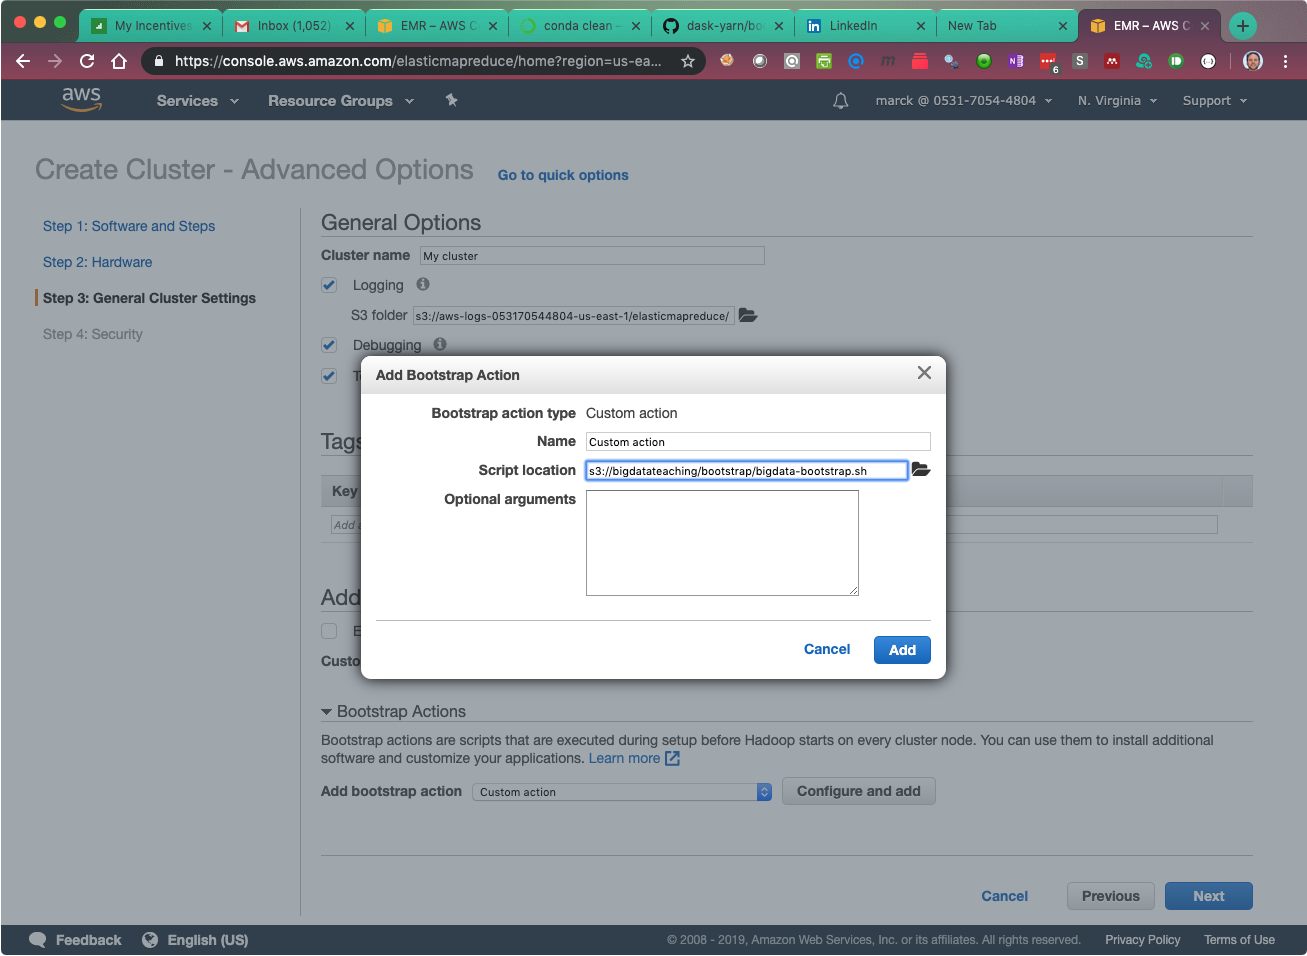 My Incentives
Inbox (1,052)
EMR – AWS C
conda clean –
dask-yarn/boo
LinkedIn
New Tab
EMR – AWS C
https://console.aws.amazon.com/elasticmapreduce/home?region=us-ea...
aws
Services
Resource Groups
marck @ 0531-7054-4804
N. Virginia
Support
Create Cluster - Advanced Options
Go to quick options
Step 1: Software and Steps
Step 2: Hardware
Step 3: General Cluster Settings
Step 4: Security
General Options
Cluster name My cluster
Logging
S3 folder s3://aws-logs-053170544804-us-east-1/elasticmapreduce/
Debugging
Add Bootstrap Action
Bootstrap action type Custom action
Name Custom action
Script location s3://bigdatateaching/bootstrap/bigdata-bootstrap.sh
Optional arguments
Cancel
Add
Tags
Key
Add
Add
Custo
Bootstrap Actions
Bootstrap actions are scripts that are executed during setup before Hadoop starts on every cluster node. You can use them to install additional
software and customize your applications. Learn more
Add bootstrap action Custom action Configure and add
Cancel Previous Next
Feedback English (US)
© 2008 - 2019, Amazon Web Services, Inc. or its affiliates. All rights reserved. Privacy Policy Terms of Use